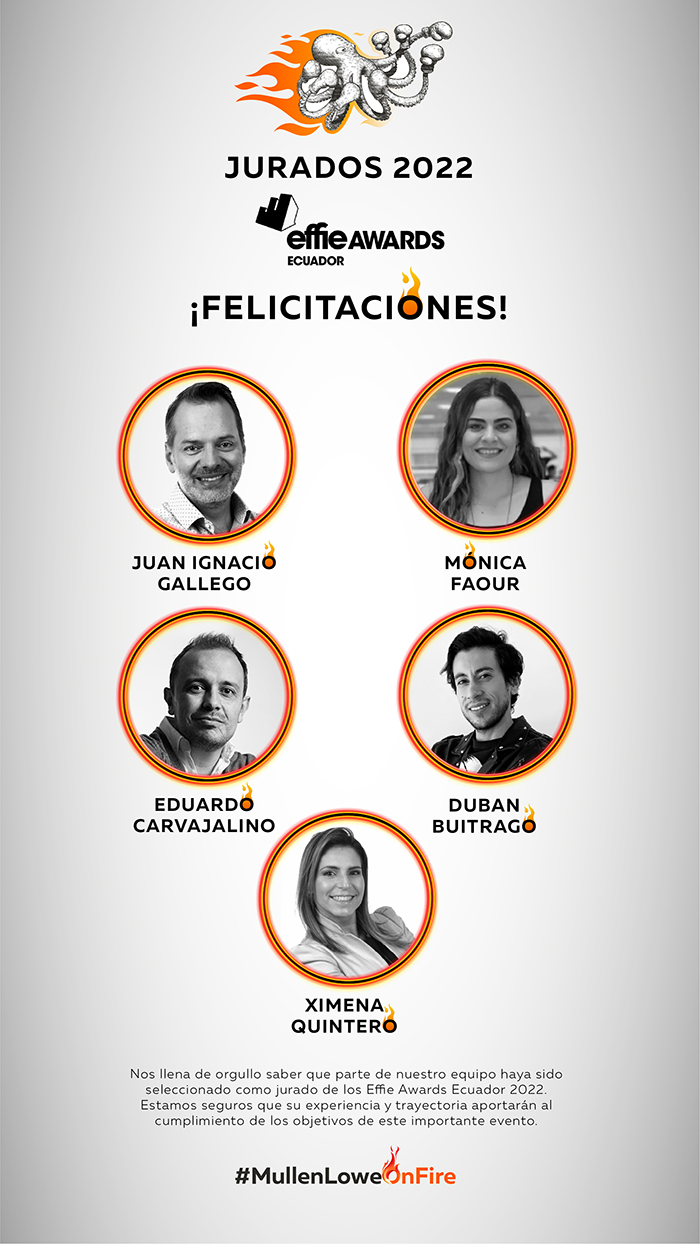 JURADOS 2022
effie AWARDS
ECUADOR
¡FELICITACIONES!
JUAN IGNACIO
GALLEGO
MÓNICA
FAOUR
EDUARDO
CARVAJALINO
DUBAN
BUITRAGO
XIMENA
QUINTERO
Nos llena de orgullo saber que parte de nuestro equipo haya sido
seleccionado como jurado de los Effie Awards Ecuador 2022.
Estamos seguros que su experiencia y trayectoria aportarán al
cumplimiento de los objetivos de este importante evento.
#MullenLoweOnFire